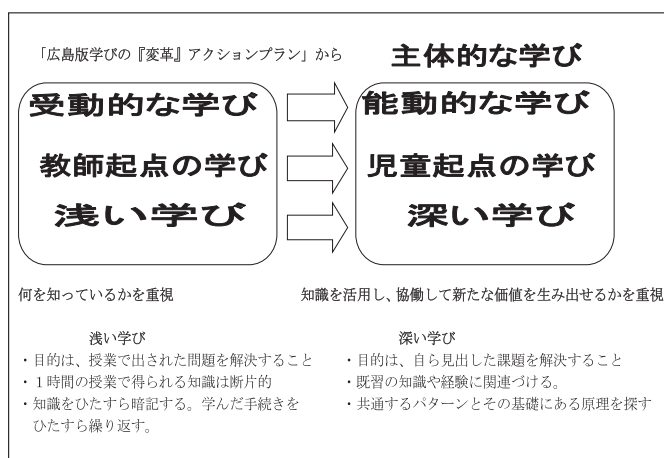 「広島版学びの『変革』アクションプラン」から
主体的な学び
受動的な学び
能動的な学び
教師起点の学び
児童起点の学び
浅い学び
深い学び
何を知っているかを重視
知識を活用し、協働して新たな価値を生み出せるかを重視
浅い学び
・目的は、授業で出された問題を解決すること
・１時間の授業で得られる知識は断片的
・知識をひたすら暗記する。学んだ手続きを
ひたすら繰り返す。
深い学び
・目的は、自ら見出した課題を解決すること
・既習の知識や経験に関連づける。
・共通するパターンとその基礎にある原理を探す